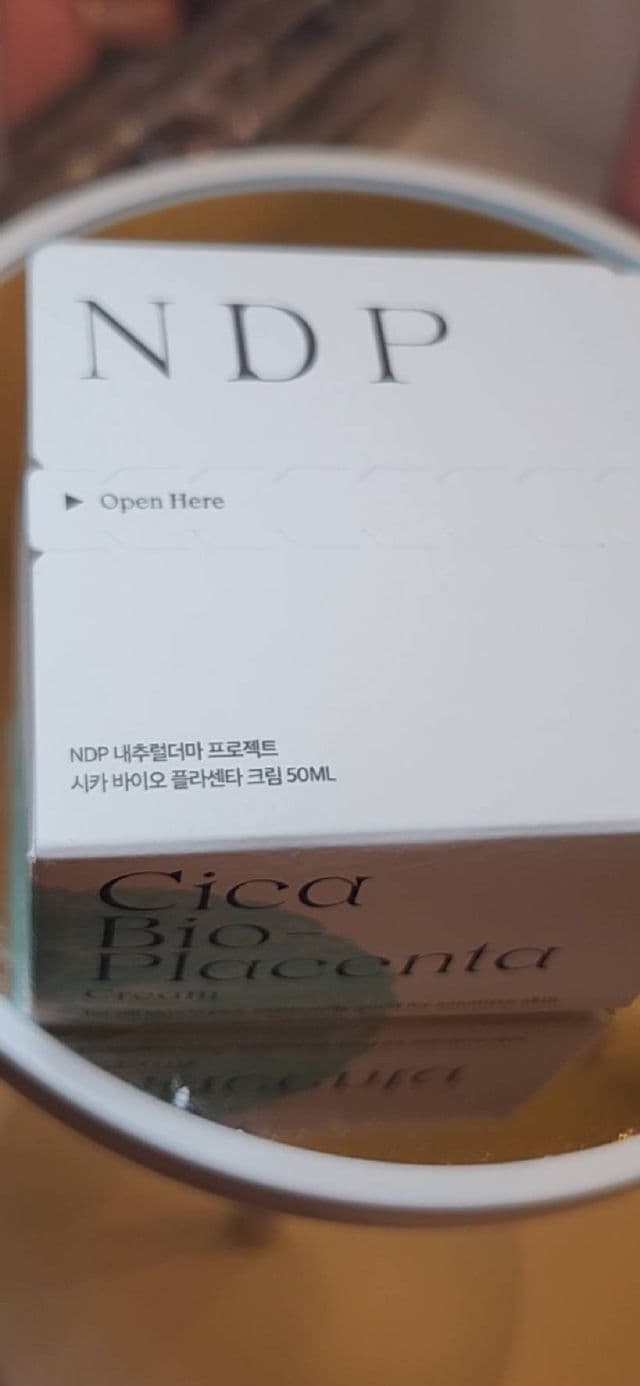 NDP
Open Here
NDP 내추럴더마 프로젝트
시카 바이오 플라센타 크림 50ML
Cica
Bio-
Placenta
Cream